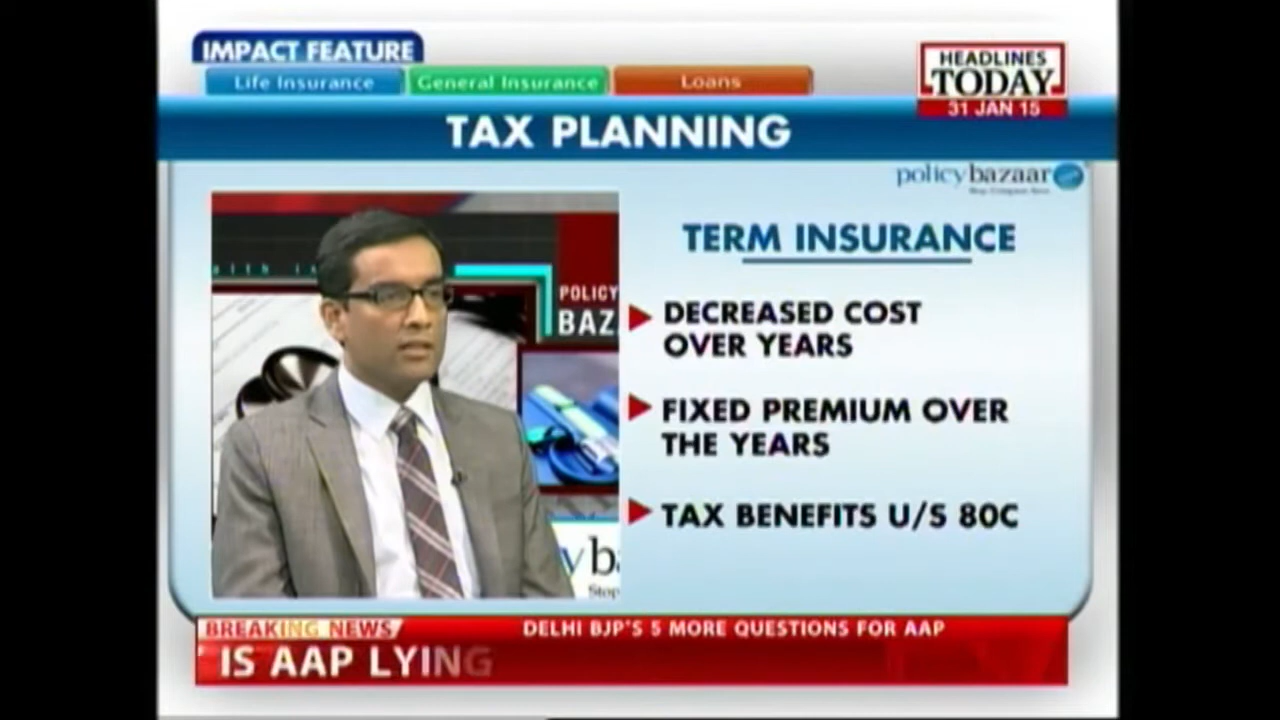 IMPACT FEATURE
Life Insurance
General Insurance
Loans
HEADLINES
TODAY
31 JAN 15
TAX PLANNING
policybazaar
TERM INSURANCE
POLICY
BAZ
DECREASED COST
OVER YEARS
FIXED PREMIUM OVER
THE YEARS
TAX BENEFITS U/S 80C
yb
Stop
BREAKING NEWS
DELHI BJP'S 5 MORE QUESTIONS FOR AAP
IS AAP LYING